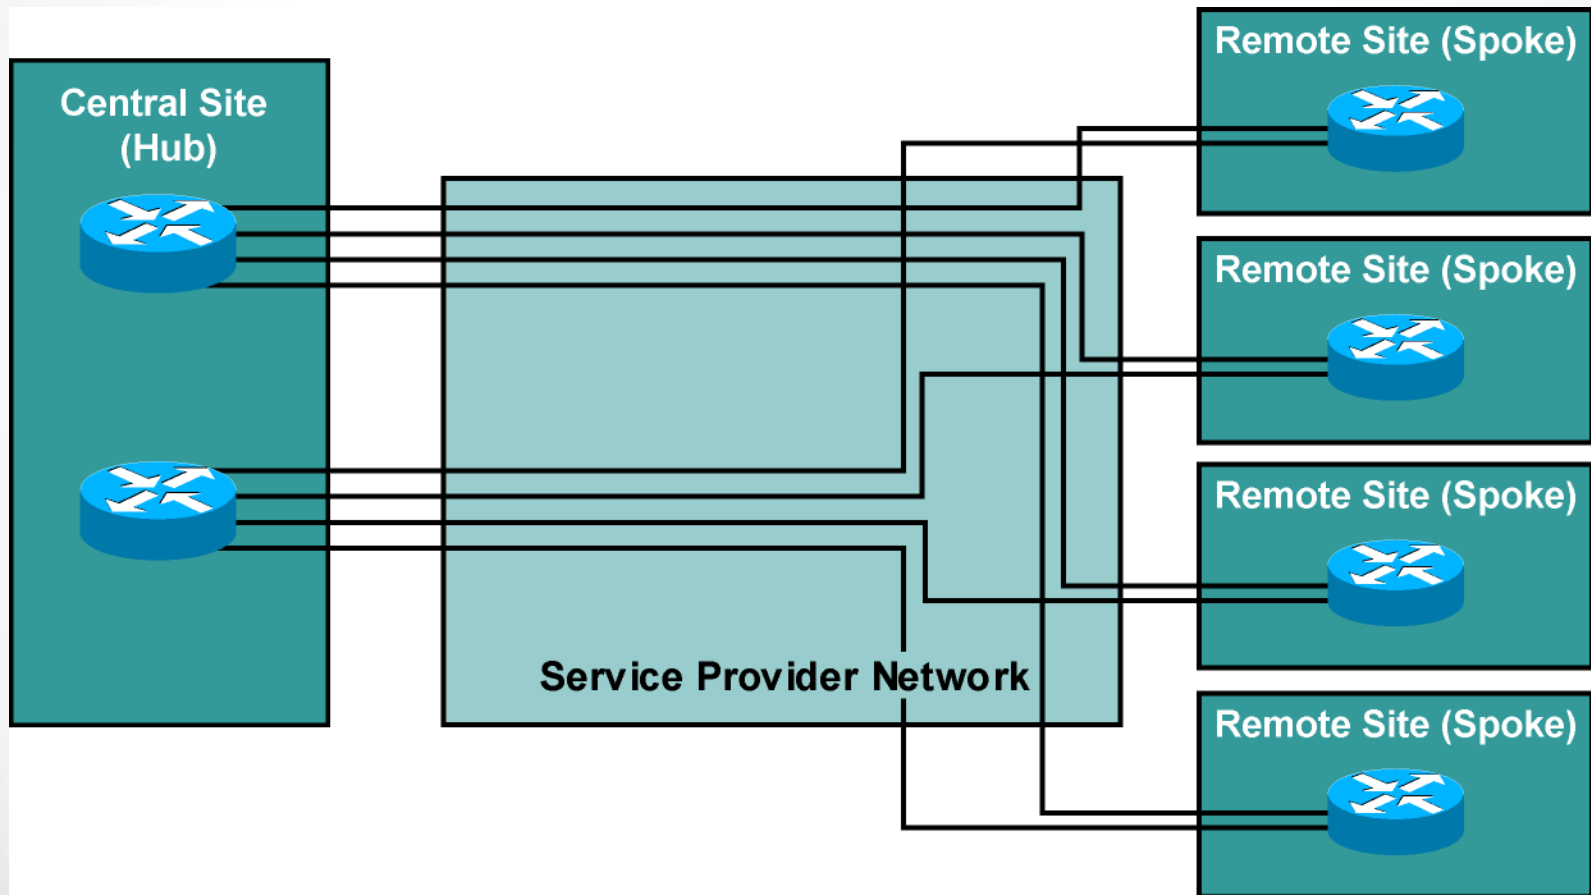 Central Site
(Hub)
Service Provider Network
Remote Site (Spoke)
Remote Site (Spoke)
Remote Site (Spoke)
Remote Site (Spoke)